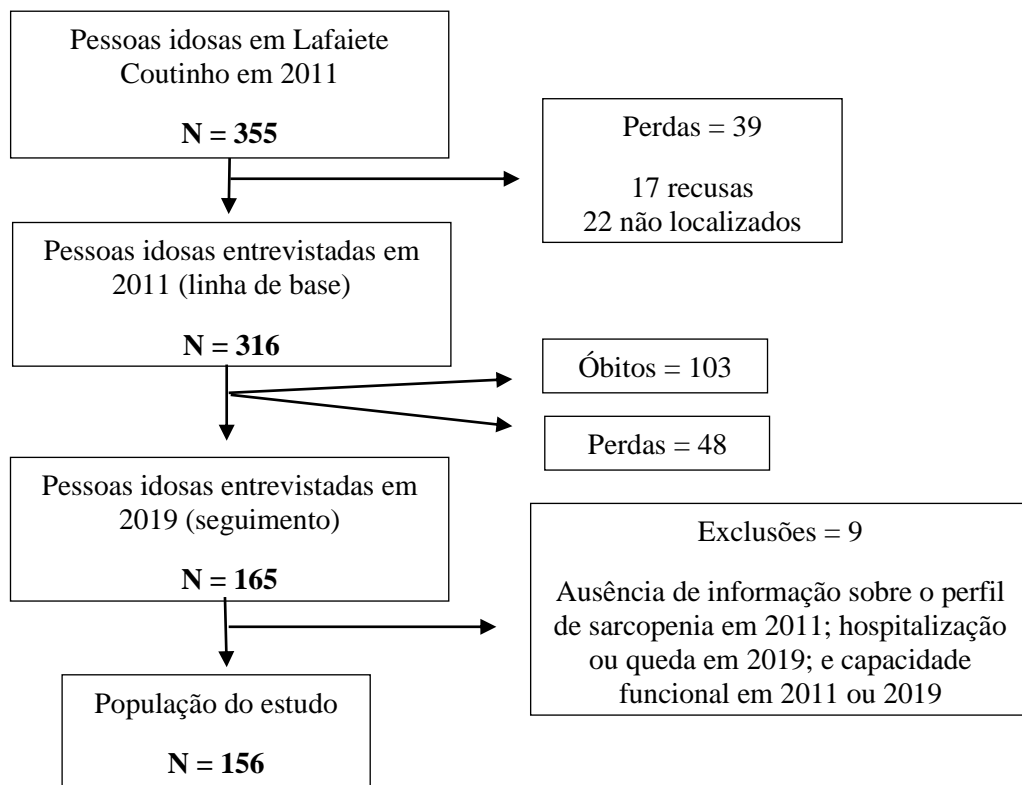 Pessoas idosas em Lafaiete
Coutinho em 2011
N = 355
Perdas = 39
17 recusas
22 não localizados
Pessoas idosas entrevistadas em
2011 (linha de base)
N = 316
Óbitos = 103
Perdas = 48
Pessoas idosas entrevistadas em
2019 (seguimento)
N = 165
Exclusões = 9
Ausência de informação sobre o perfil
de sarcopenia em 2011; hospitalização
ou queda em 2019; e capacidade
funcional em 2011 ou 2019
População do estudo
N = 156